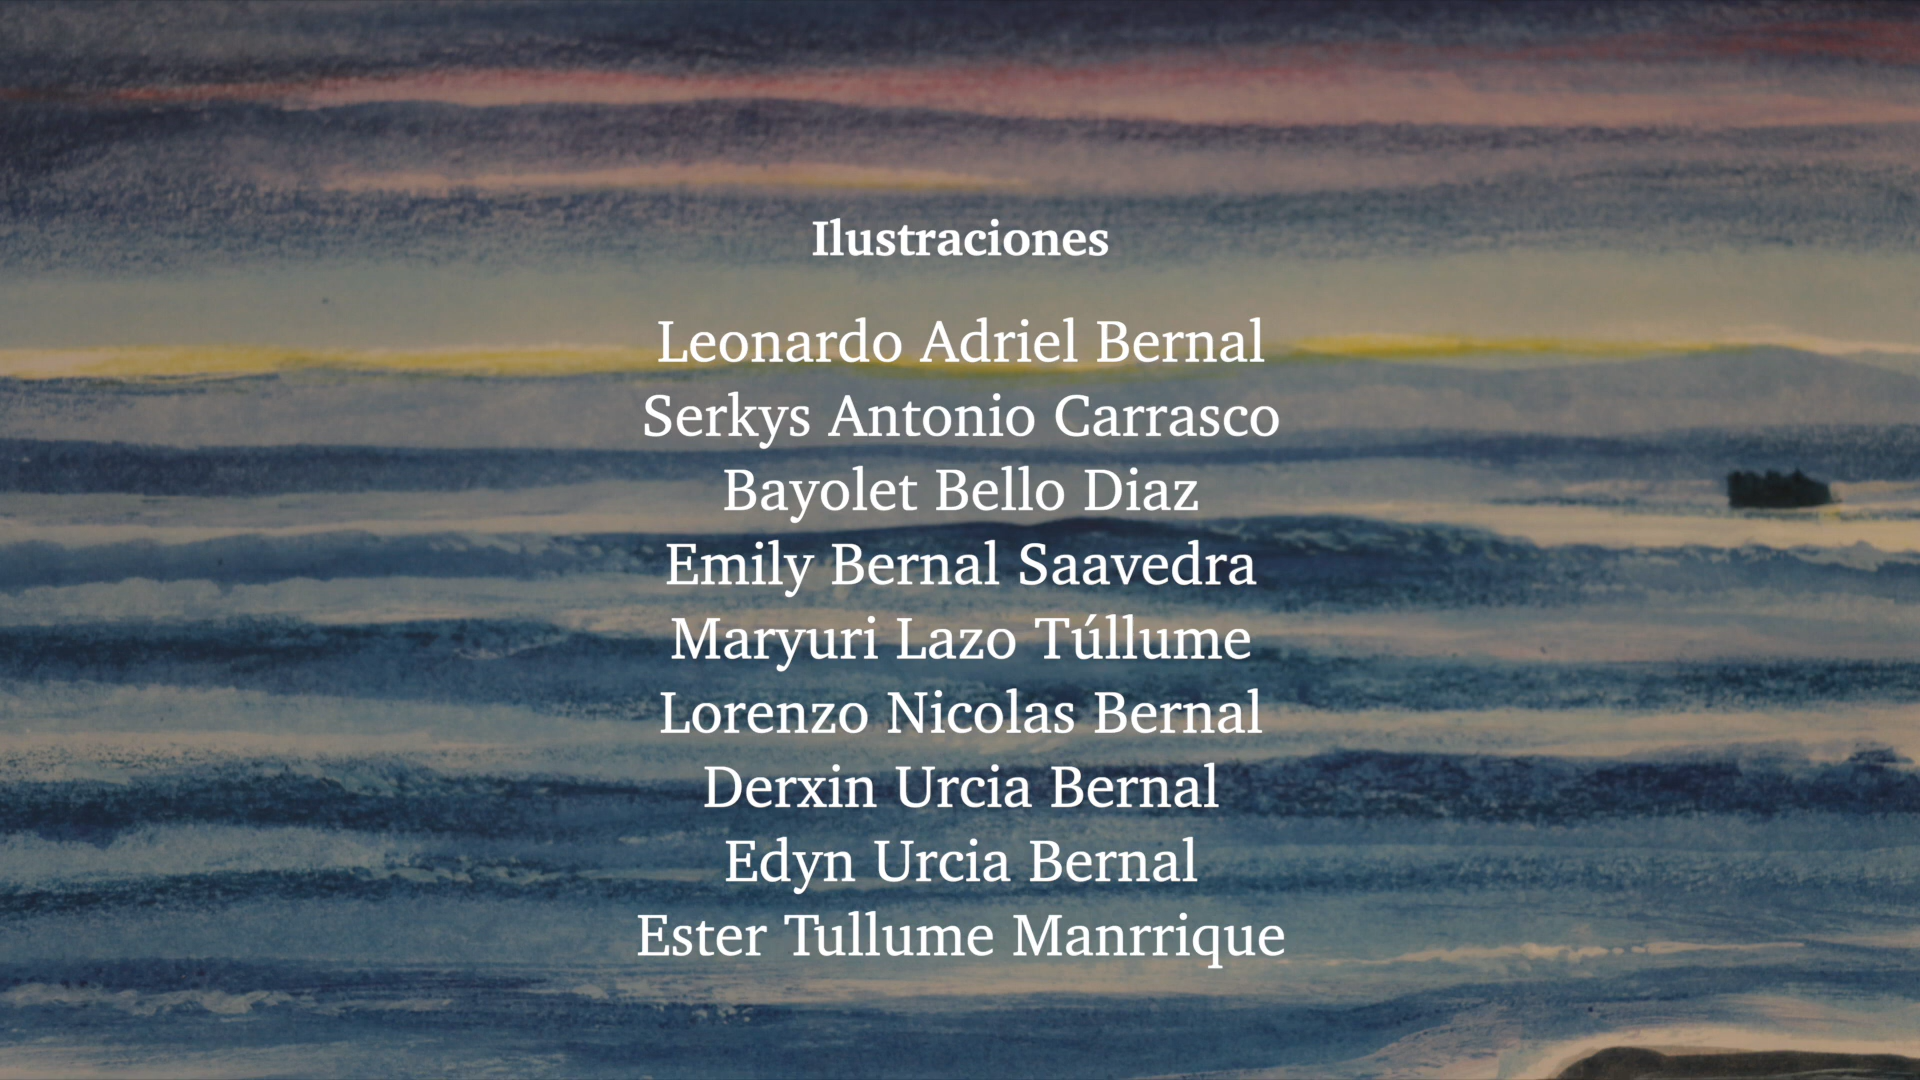 Ilustraciones
Leonardo Adriel Bernal
Serkys Antonio Carrasco
Bayolet Bello Diaz
Emily Bernal Saavedra
Maryuri Lazo Túllume
Lorenzo Nicolas Bernal
Derxin Urcia Bernal
Edyn Urcia Bernal
Ester Tullume Manrrique